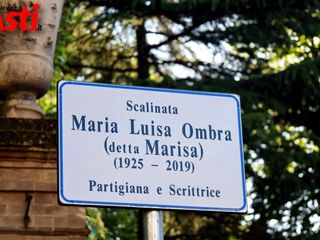 Asti
Scalinata
Maria Luisa Ombra
(detta Marisa)
(1925 – 2019)
Partigiana e Scrittrice